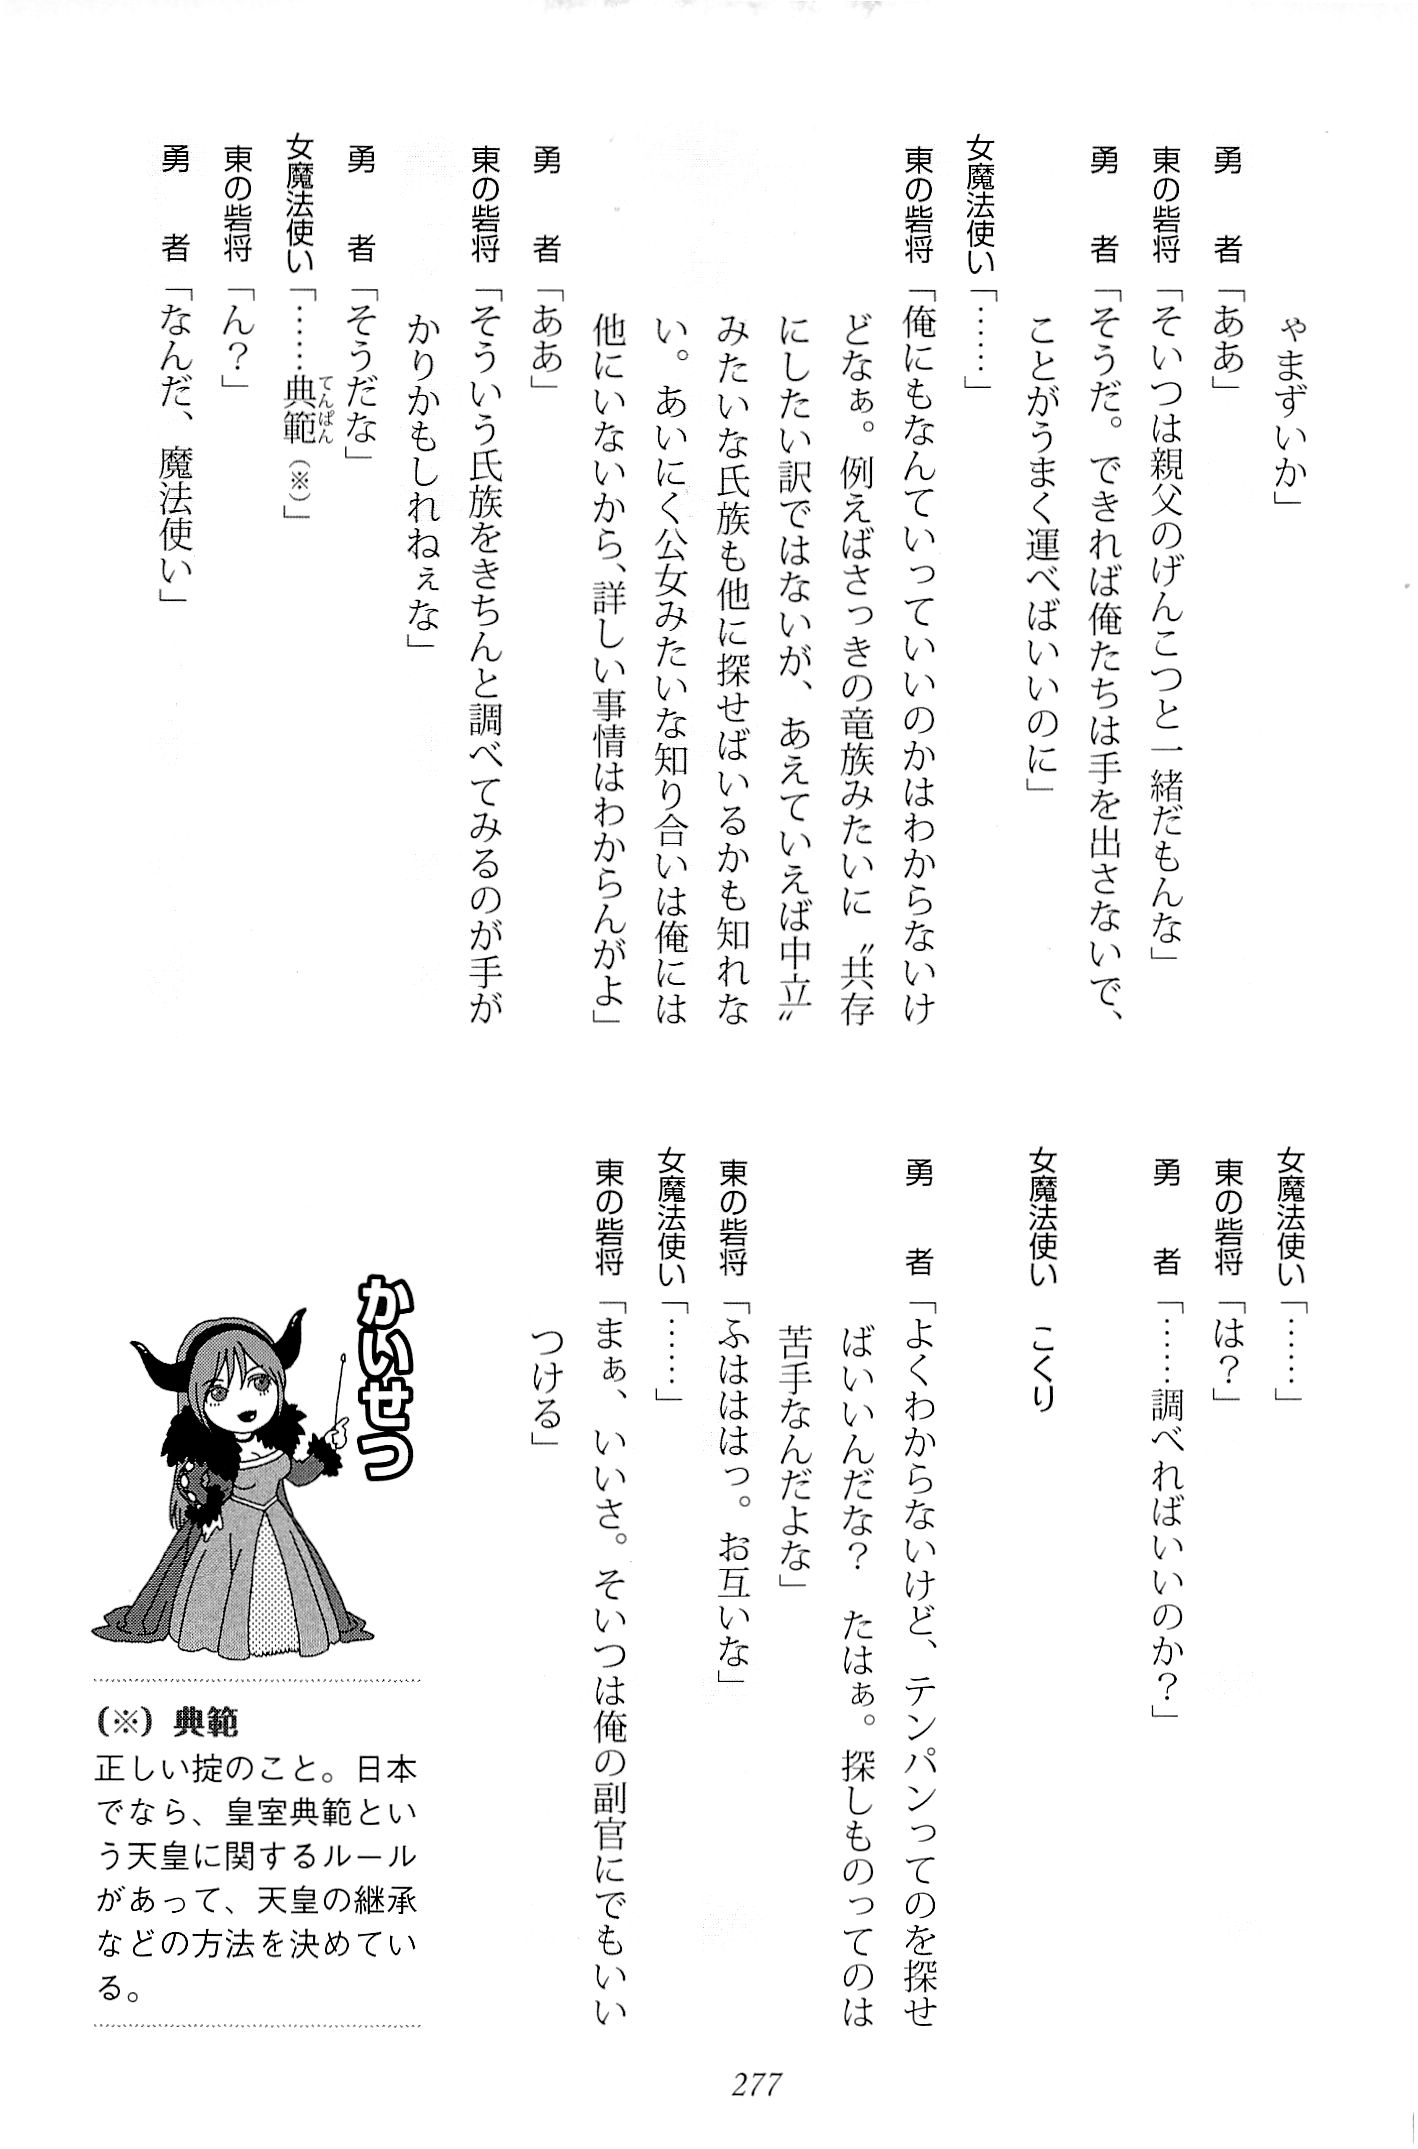 ゃまずいか」
勇　者「ああ」
東の砦将「そいつは親父のげんこつと一緒だもんな」
勇　者「そうだ。できれば俺たちは手を出さないで、
ことがうまく運べばいいのに」
女魔法使い「……」
東の砦将「俺にもなんていっていいのかはわからないけ
どなぁ。例えばさっきの竜族みたいに〝共存
にしたい訳ではないが、あえていえば中立〟
みたいな氏族も他に探せばいるかも知れな
い。あいにく公女みたいな知り合いは俺には
他にいないから、詳しい事情はわからんがよ」
勇　者「ああ」
東の砦将「そういう氏族をきちんと調べてみるのが手が
かりかもしれねぇな」
勇　者「そうだな」
女魔法使い「……典範（※）」
てんぱん
東の砦将「ん？」
勇　者「なんだ、魔法使い」
女魔法使い「……」
東の砦将「は？」
勇　者「……調べればいいのか？」
女魔法使い　こくり
勇　者「よくわからないけど、テンパンってのを探せ
ばいいんだな？　たはぁ。探しものってのは
苦手なんだよな」
東の砦将「ふはははっ。お互いな」
女魔法使い「……」
東の砦将「まぁ、いいさ。そいつは俺の副官にでもいい
つける」
かいせつ
（※）典範
正しい掟のこと。日本
でなら、皇室典範とい
う天皇に関するルール
があって、天皇の継承
などの方法を決めてい
る。
277